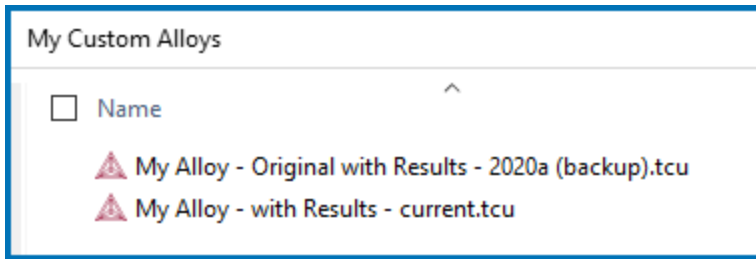 My Custom Alloys
Name
My Alloy - Original with Results - 2020a (backup).tcu
My Alloy - with Results - current.tcu